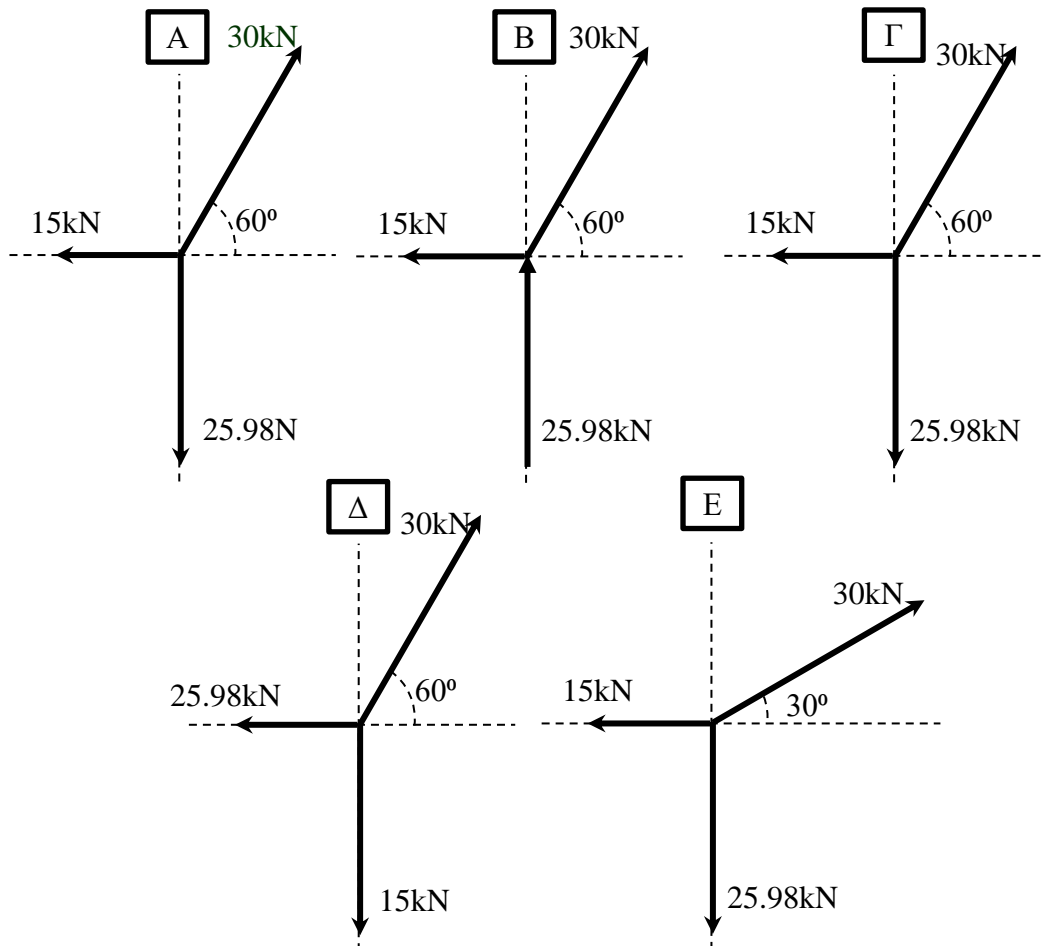 Α
30kN
15kN
60º
25.98N
Β
30kN
15kN
60º
25.98kN
Γ
30kN
15kN
60º
25.98kN
Δ
30kN
25.98kN
60º
15kN
Ε
30kN
15kN
30º
25.98kN